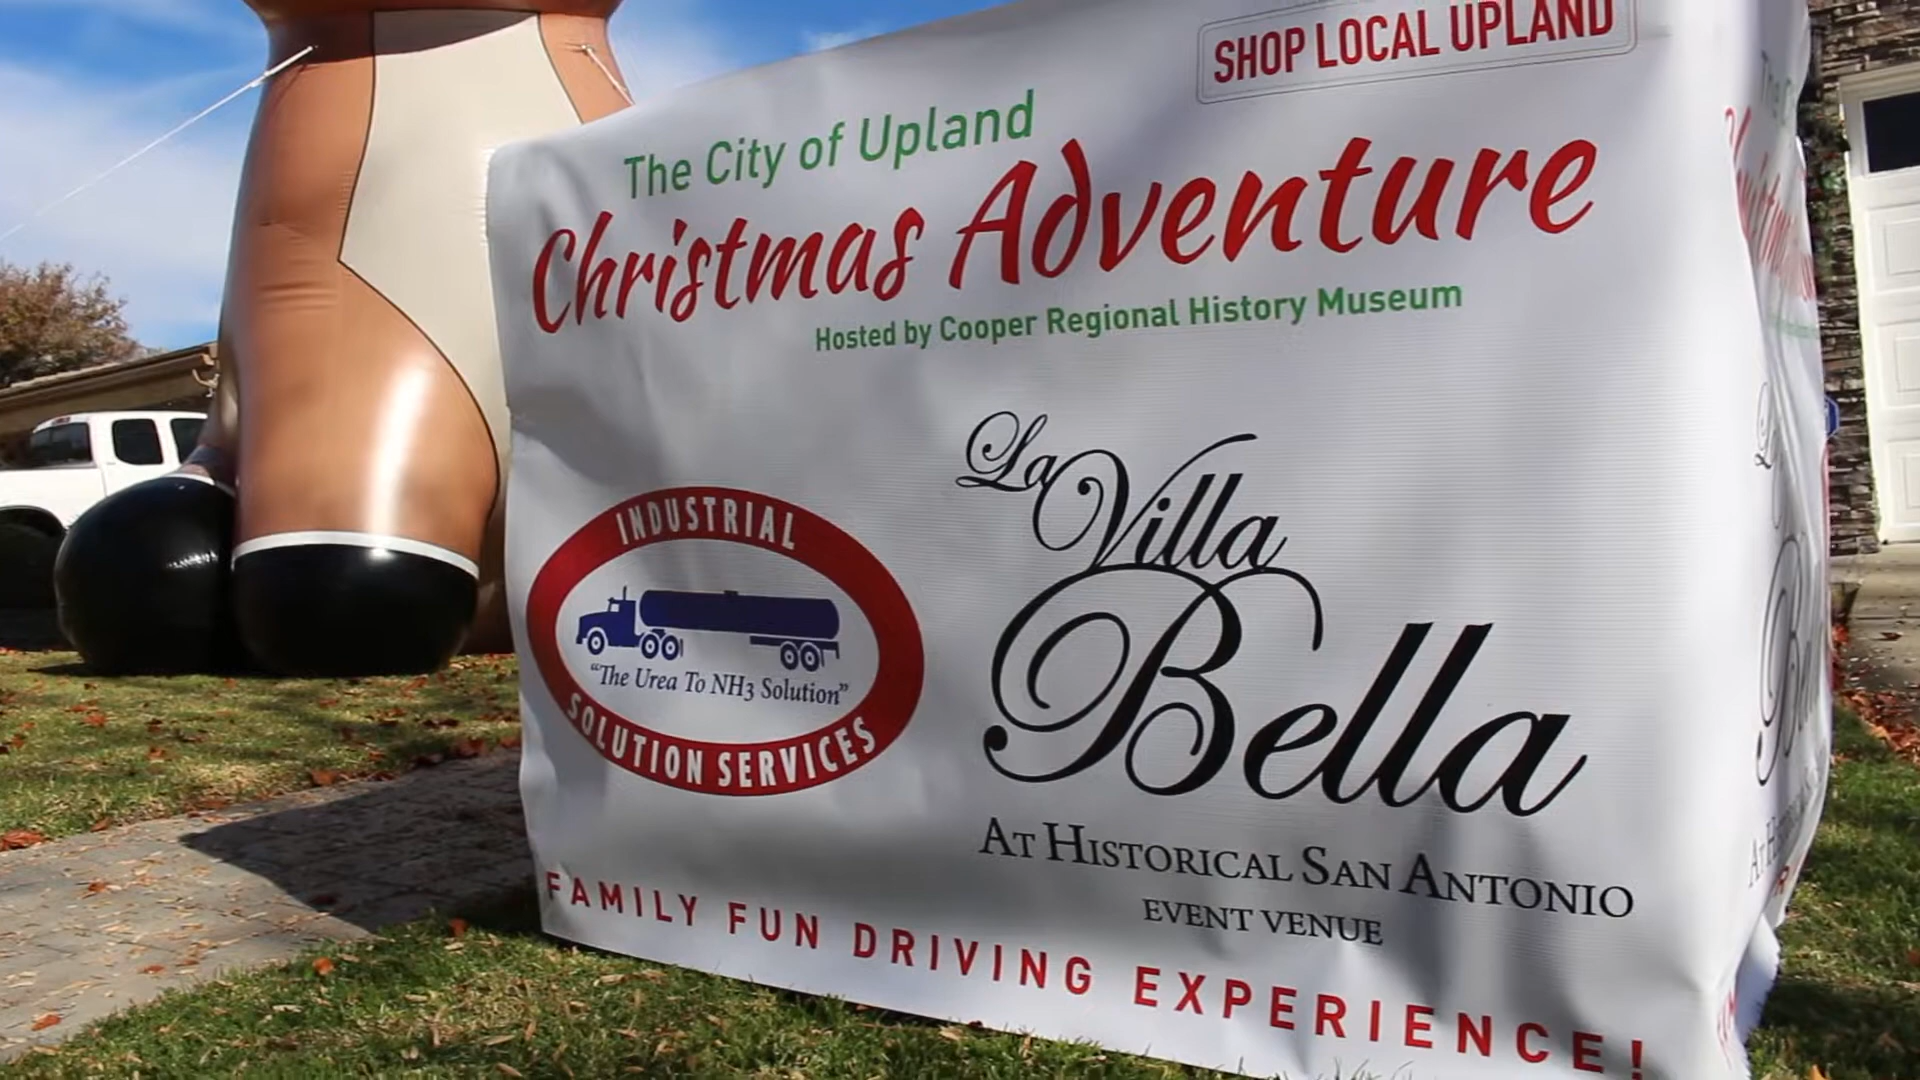 SHOP LOCAL UPLAND
The City of Upland
Christmas Adventure
Hosted by Cooper Regional History Museum
La
Villa
Bella
AT HISTORICAL SAN ANTONIO
EVENT VENUE
INDUSTRIAL
"The Urea To NH3 Solution"
SOLUTION SERVICES
FAMILY FUN DRIVING EXPERIENCE!